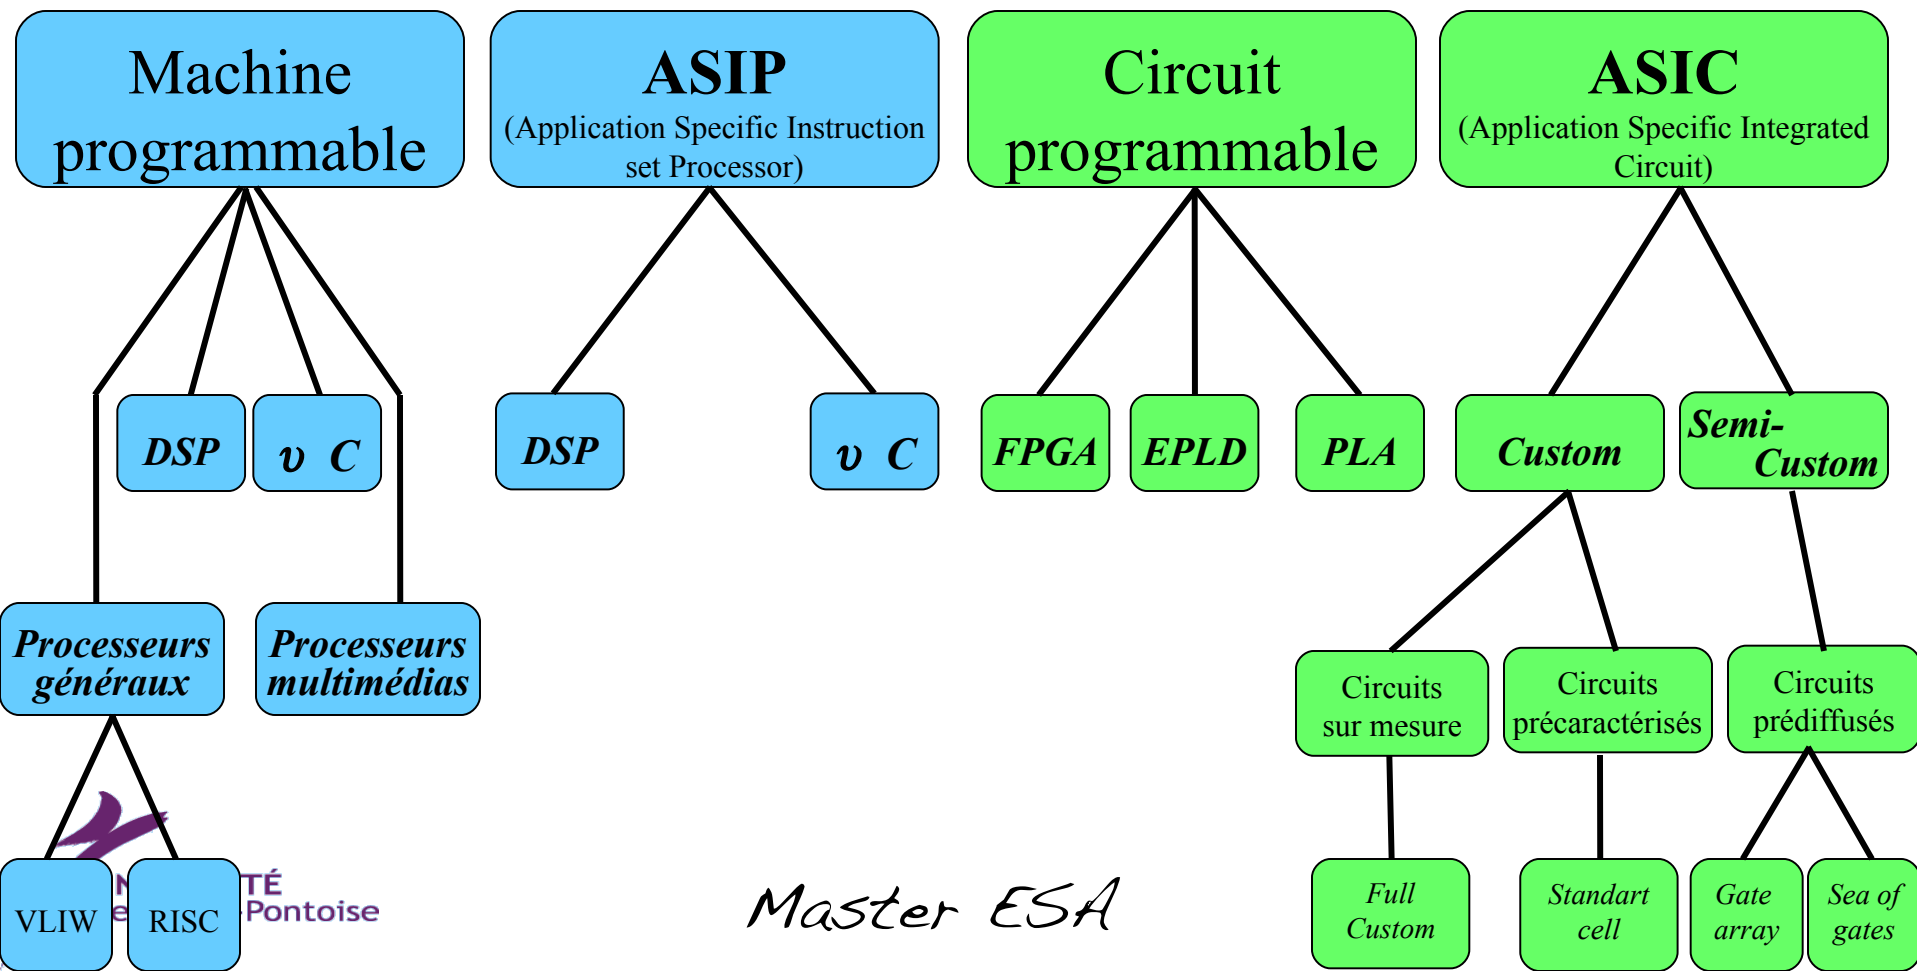 Machine
programmable
ASIP
(Application Specific Instruction
set Processor)
Circuit
programmable
ASIC
(Application Specific Integrated
Circuit)
DSP
υ C
DSP
υ C
FPGA
EPLD
PLA
Custom
Semi-
Custom
Processeurs
généraux
Processeurs
multimédias
Circuits
sur mesure
Circuits
précaractérisés
Circuits
prédiffusés
VLIW
RISC
TÉ
Pontoise
Master ESA
Full
Custom
Standart
cell
Gate
array
Sea of
gates